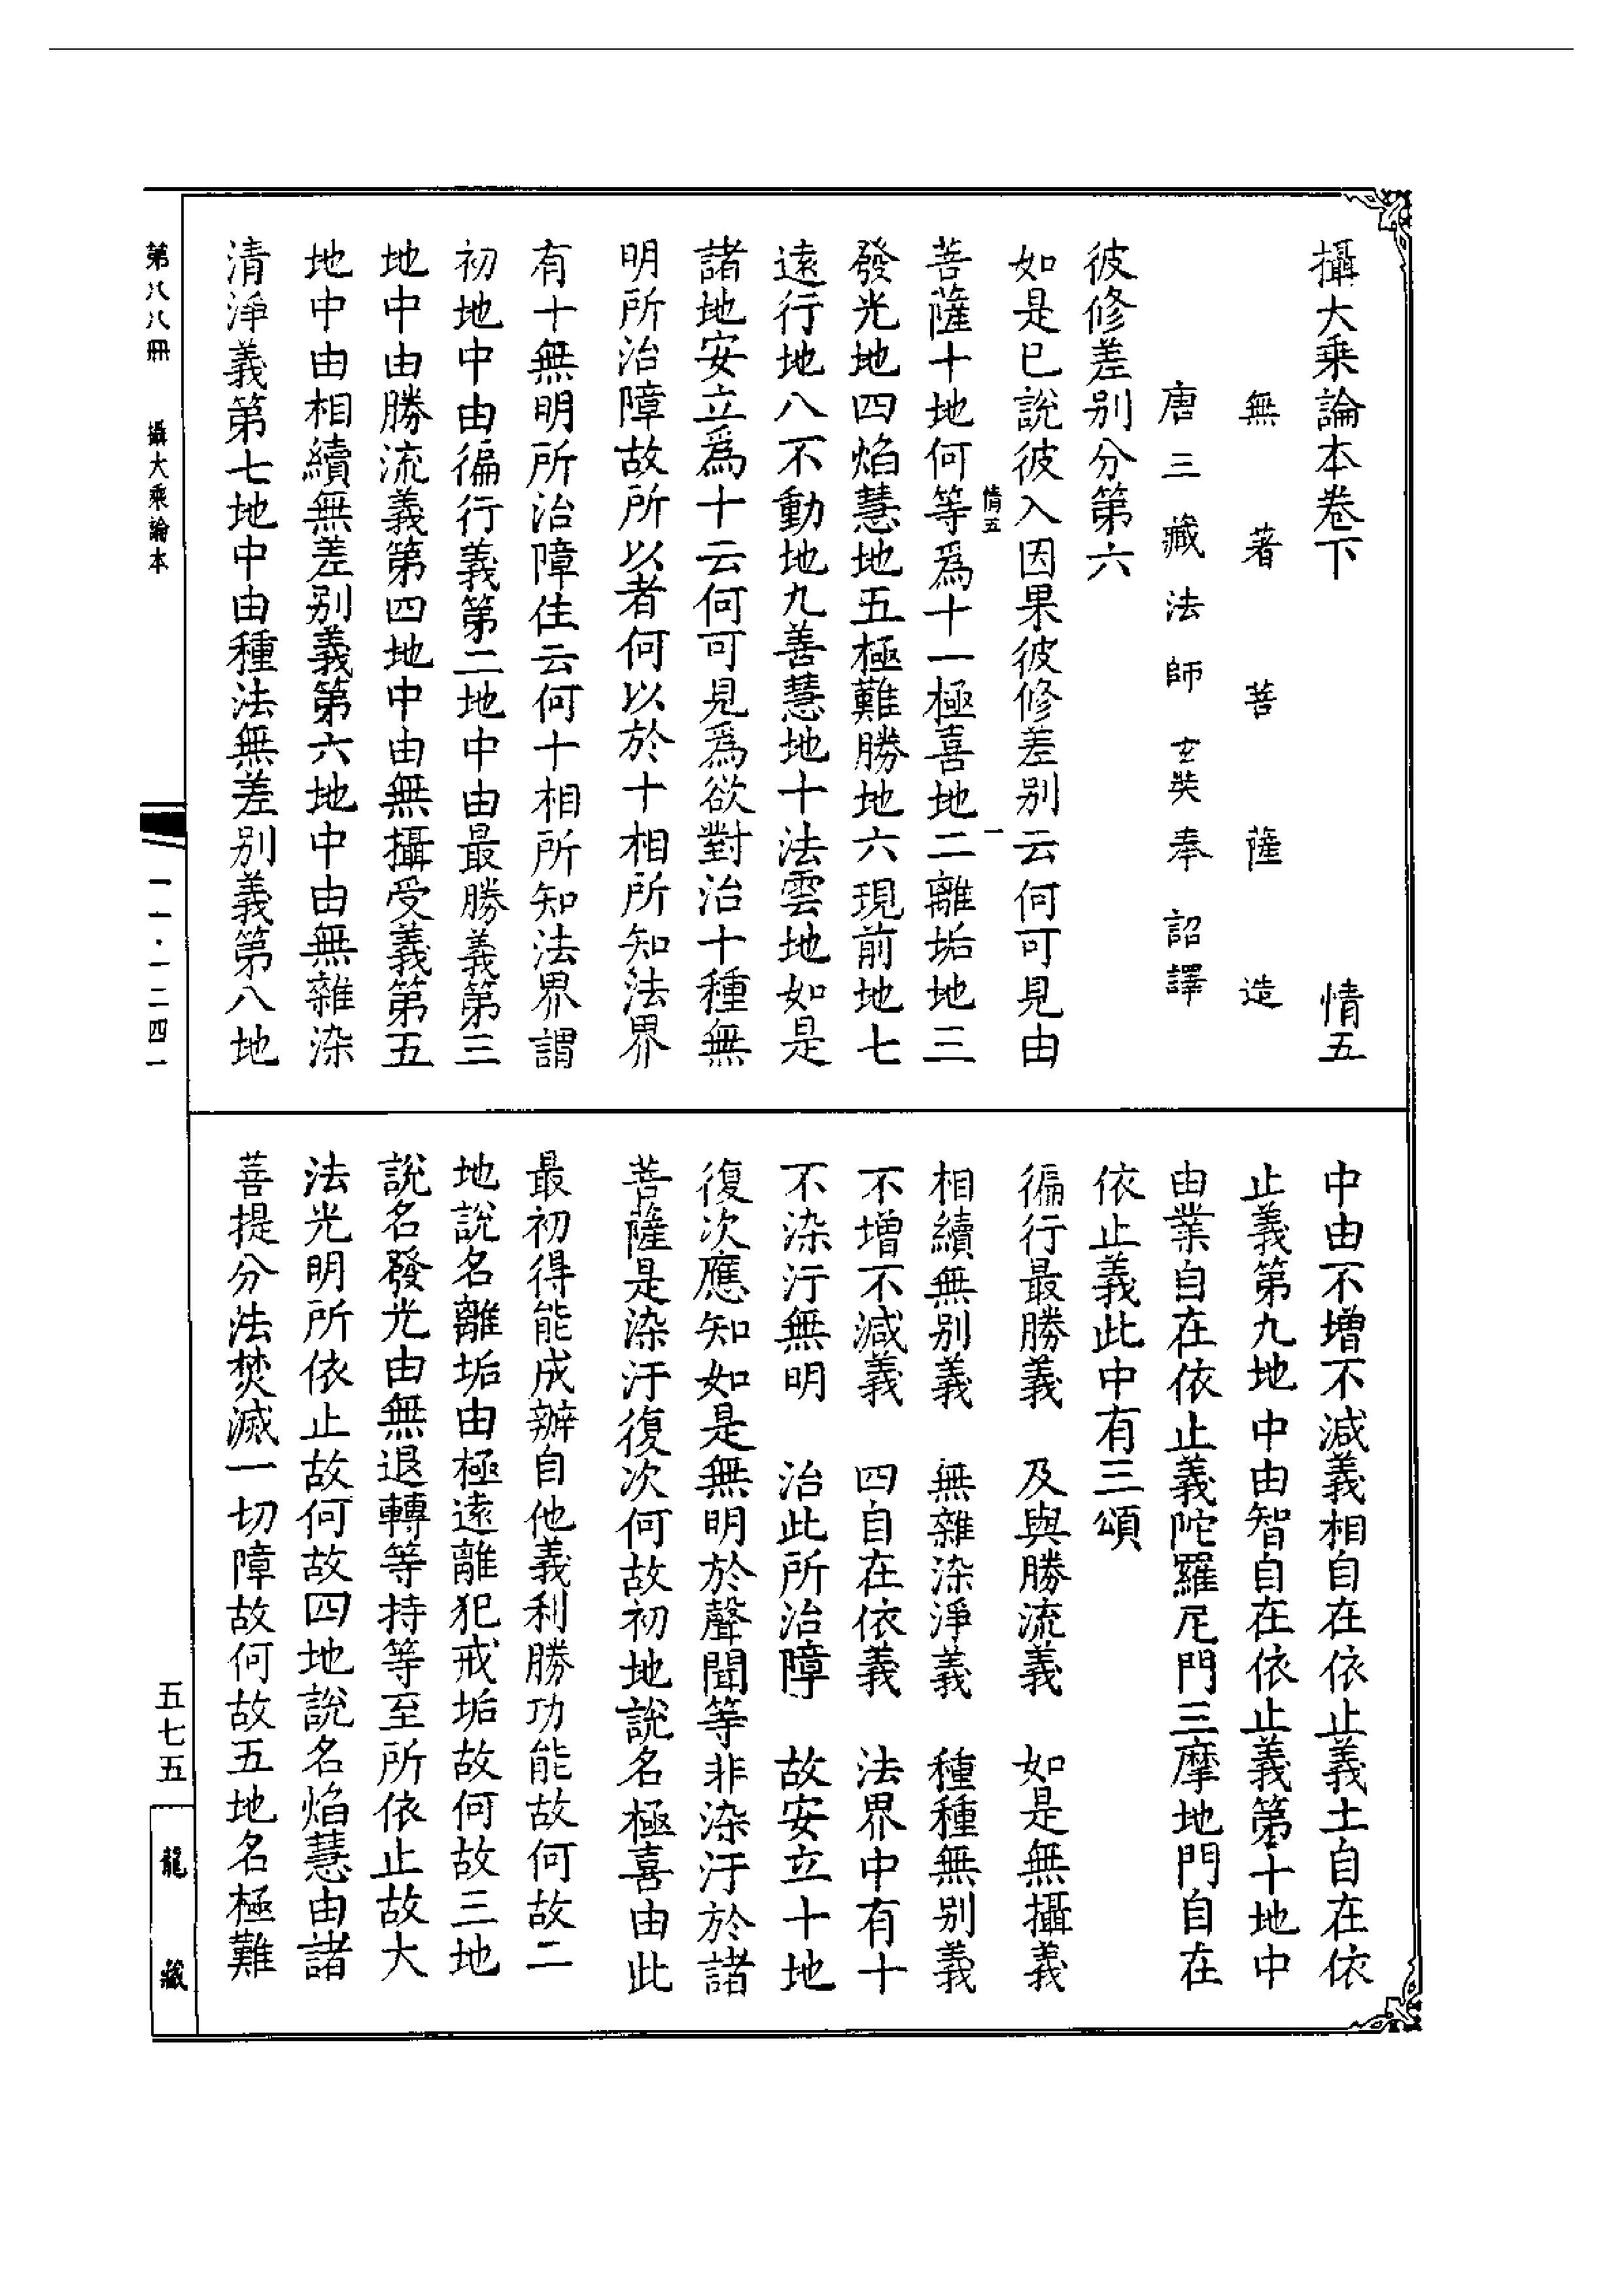 攝大乘論本卷下　情五
無著菩薩造
唐三藏法師玄奘奉詔譯
彼修差别分第六
如是已說彼入因果彼修差别云何可見由
情五　一
菩薩十地何等爲十一極喜地二離垢地三
發光地四焰慧地五極難勝地六現前地七
遠行地八不動地九善慧地十法雲地如是
諸地安立爲十云何可見爲欲對治十種無
明所治障故所以者何以於十相所知法界
有十無明所治障住云何十相所知法界謂
初地中由徧行義第二地中由最勝義第三
地中由勝流義第四地中由無攝受義第五
地中由相續無差别義第六地中由無雜染
清淨義第七地中由種法無差别義第八地
中由不增不減義相自在依止義土自在依
止義第九地中由智自在依止義第十地中
由業自在依止義陀羅尼門三摩地門自在
依止義此中有三頌
徧行最勝義　及與勝流義　如是無攝義
相續無别義　無雜染淨義　種種無别義
不增不減義　四自在依義　法界中有十
不染汙無明　治此所治障　故安立十地
復次應知如是無明於聲聞等非染汙於諸
菩薩是染汙復次何故初地說名極喜由此
最初得能成辦自他義利勝功能故何故二
地說名離垢由極遠離犯戒垢故何故三地
說名發光由無退轉等持等至所依止故大
法光明所依止故何故四地說名焰慧由諸
菩提分法焚滅一切障故何故五地名極難
第八八冊　攝大乘論本　一一·一二四一　五七五　龍藏